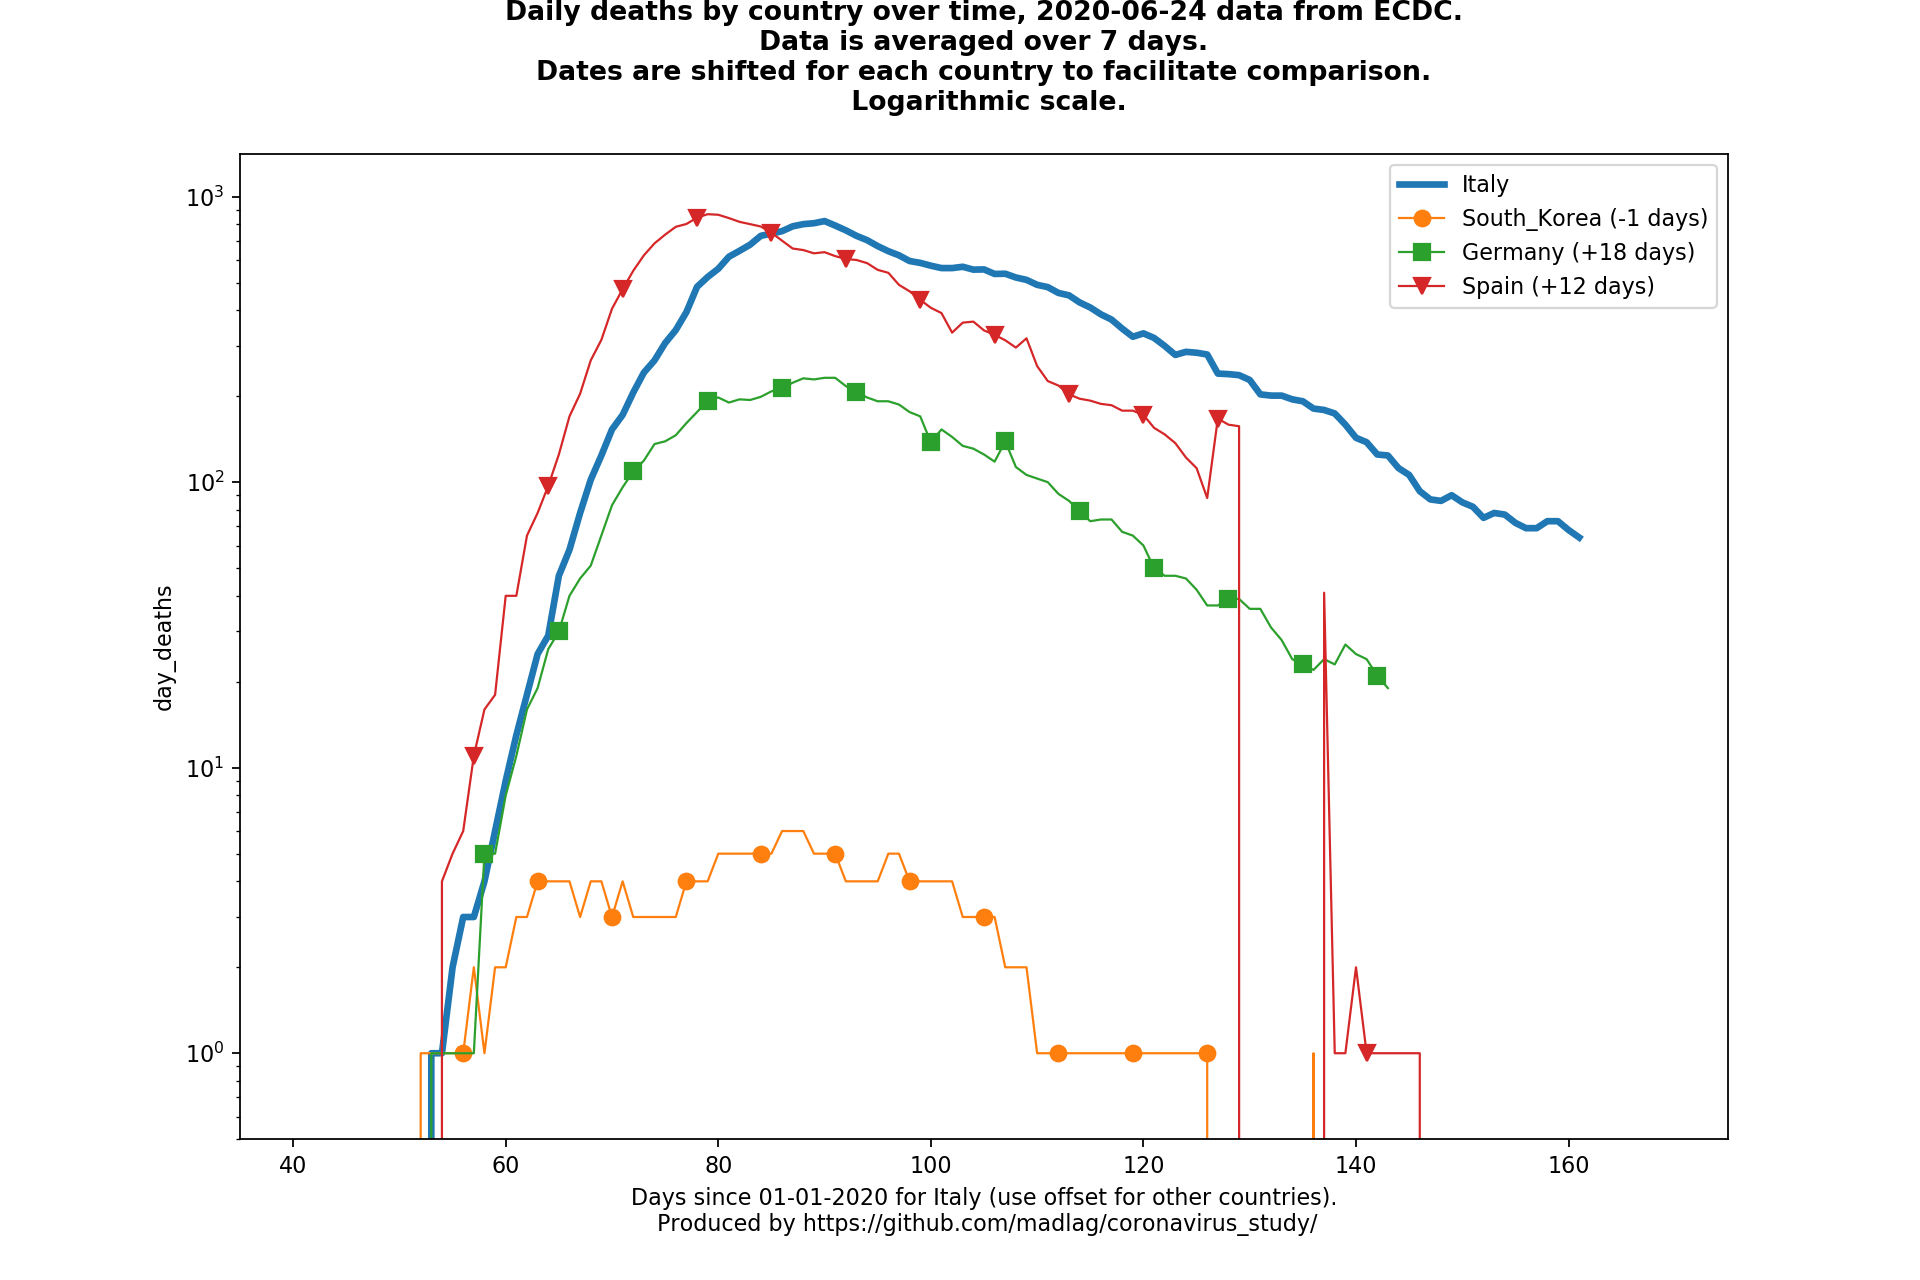 Daily deaths by country over time, 2020-06-24 data from ECDC.
Data is averaged over 7 days.
Dates are shifted for each country to facilitate comparison.
Logarithmic scale.
Italy
South_Korea (-1 days)
Germany (+18 days)
Spain (+12 days)
10³
10²
10¹
10⁰
day_deaths
40 60 80 100 120 140 160
Days since 01-01-2020 for Italy (use offset for other countries).
Produced by https://github.com/madlag/coronavirus_study/